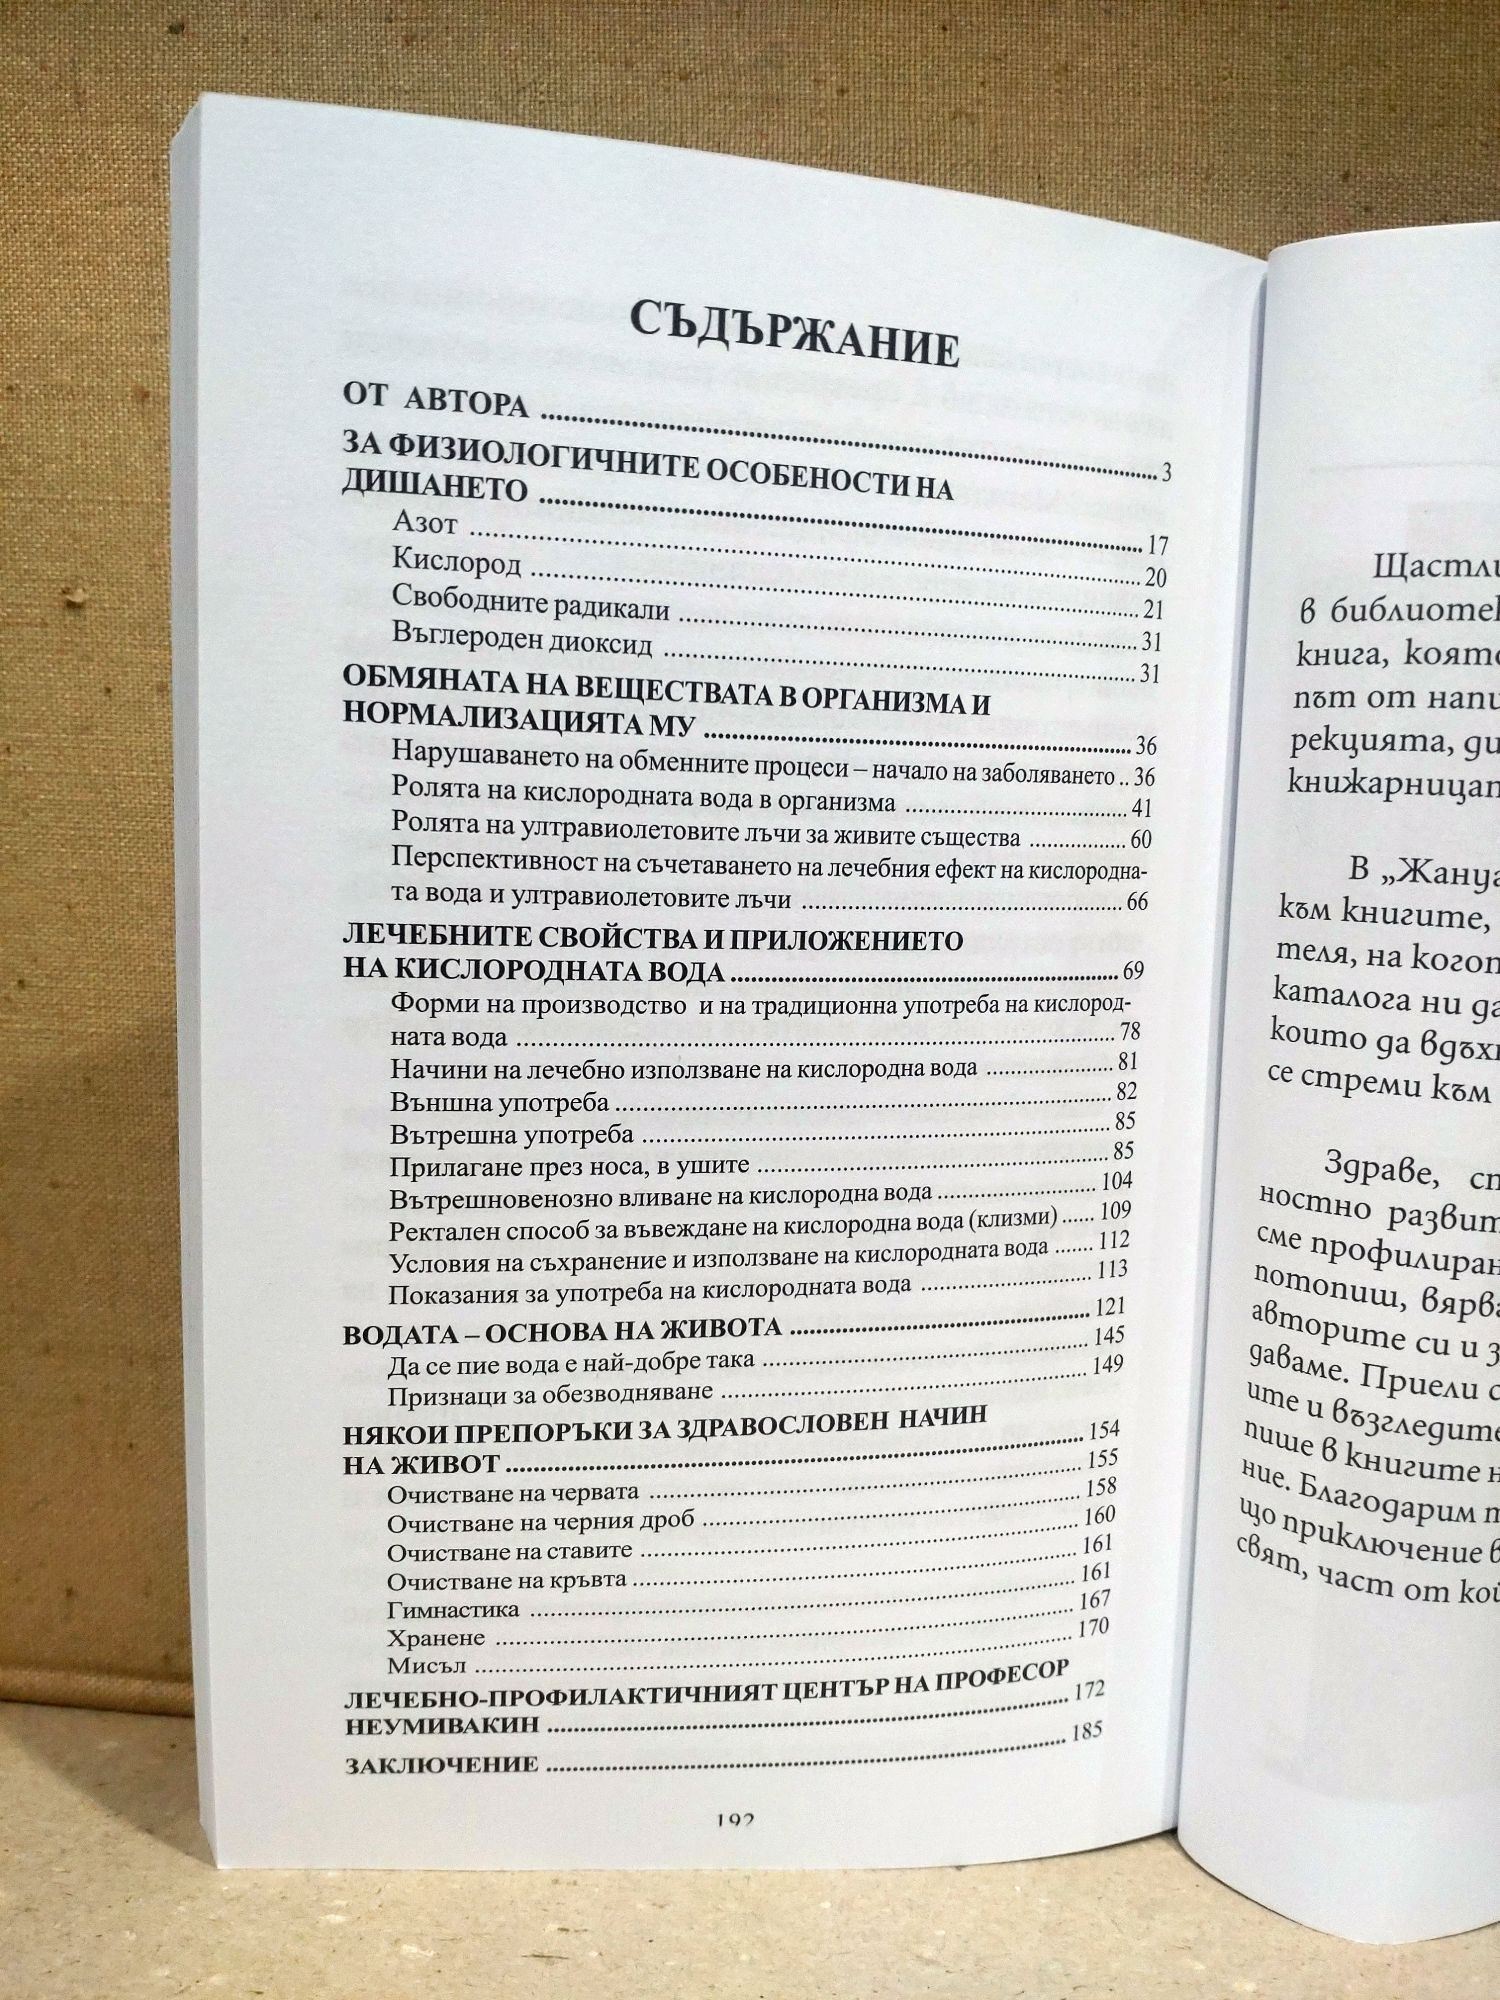 СЪДЪРЖАНИЕ
ОТ АВТОРА ........ 3
ЗА ФИЗИОЛОГИЧНИТЕ ОСОБЕНОСТИ НА
ДИШАНЕТО ........ 17
Азот ........ 20
Кислород ........ 21
Свободните радикали ........ 31
Въглероден диоксид ........ 31
ОБМЯНАТА НА ВЕЩЕСТВАТА В ОРГАНИЗМА И
НОРМАЛИЗАЦИЯТА МУ ........ 36
Нарушаването на обменните процеси – начало на заболяването .. 36
Ролята на кислородната вода в организма ........ 41
Ролята на ултравиолетовите лъчи за живите същества ........ 60
Перспективност на съчетаването на лечебния ефект на кислородна-
та вода и ултравиолетовите лъчи ........ 66
ЛЕЧЕБНИТЕ СВОЙСТВА И ПРИЛОЖЕНИЕТО
НА КИСЛОРОДНАТА ВОДА ........ 69
Форми на производство и на традиционна употреба на кислород-
ната вода ........ 78
Начини на лечебно използване на кислородна вода ........ 81
Външна употреба ........ 82
Вътрешна употреба ........ 85
Прилагане през носа, в ушите ........ 85
Вътрешновенозно вливане на кислородна вода ........ 104
Ректален способ за въвеждане на кислородна вода (клизми) ...... 109
Условия на съхранение и използване на кислородната вода ....... 112
Показания за употреба на кислородната вода ........ 113
ВОДАТА – ОСНОВА НА ЖИВОТА ........ 121
Да се пие вода е най-добре така ........ 145
Признаци за обезводняване ........ 149
НЯКОИ ПРЕПОРЪКИ ЗА ЗДРАВОСЛОВЕН НАЧИН
НА ЖИВОТ ........ 154
Очистване на червата ........ 155
Очистване на черния дроб ........ 158
Очистване на ставите ........ 160
Очистване на кръвта ........ 161
Гимнастика ........ 161
Хранене ........ 167
Мисъл ........ 170
ЛЕЧЕБНО-ПРОФИЛАКТИЧНИЯТ ЦЕНТЪР НА ПРОФЕСОР
НЕУМИВАКИН ........ 172
ЗАКЛЮЧЕНИЕ ........ 185
192
Щастли
в библиотек
книга, която
път от напи
рекцията, ди
книжарницат
В „Жануа
към книгите,
теля, на когот
каталога ни да
които да вдъх
се стреми към
Здраве, сп
ностно развит
сме профилиран
потопиш, вярва
авторите си и з
даваме. Приели с
ите и възгледите
пише в книгите н
ние. Благодарим т
що приключение в
свят, част от кой